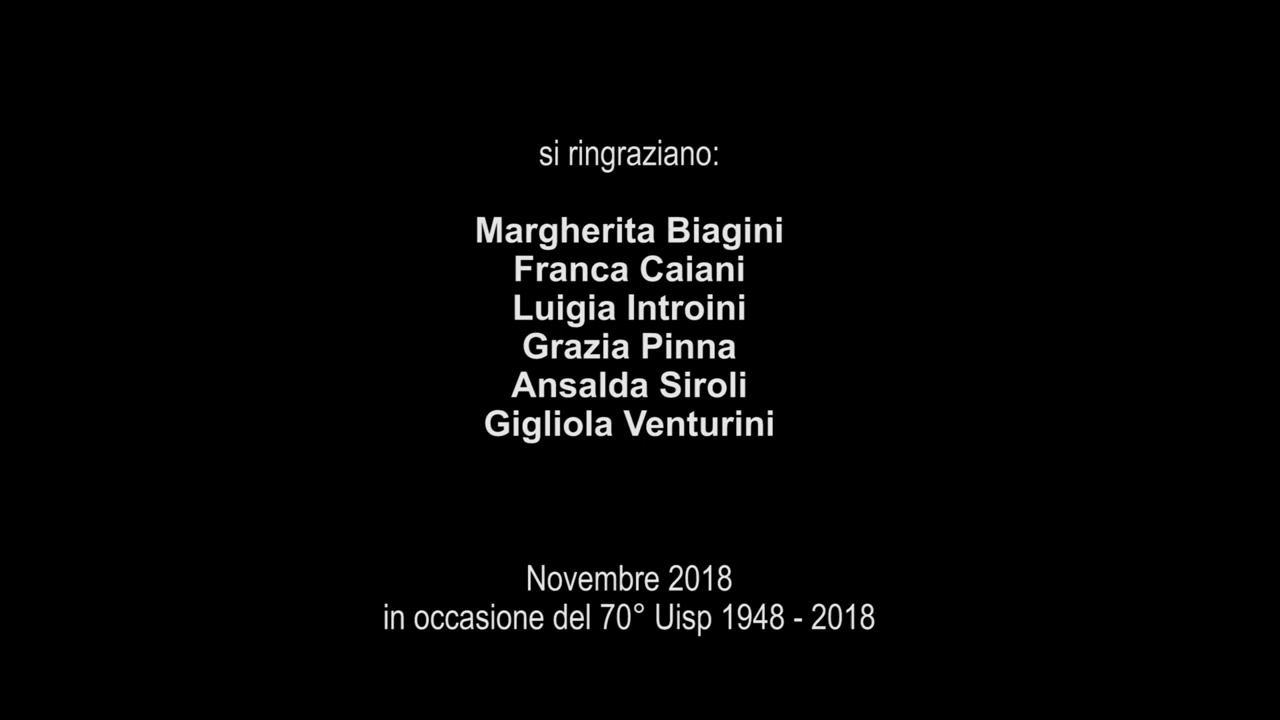 si ringraziano:
Margherita Biagini
Franca Caiani
Luigia Introini
Grazia Pinna
Ansalda Siroli
Gigliola Venturini
Novembre 2018
in occasione del 70° Uisp 1948 - 2018